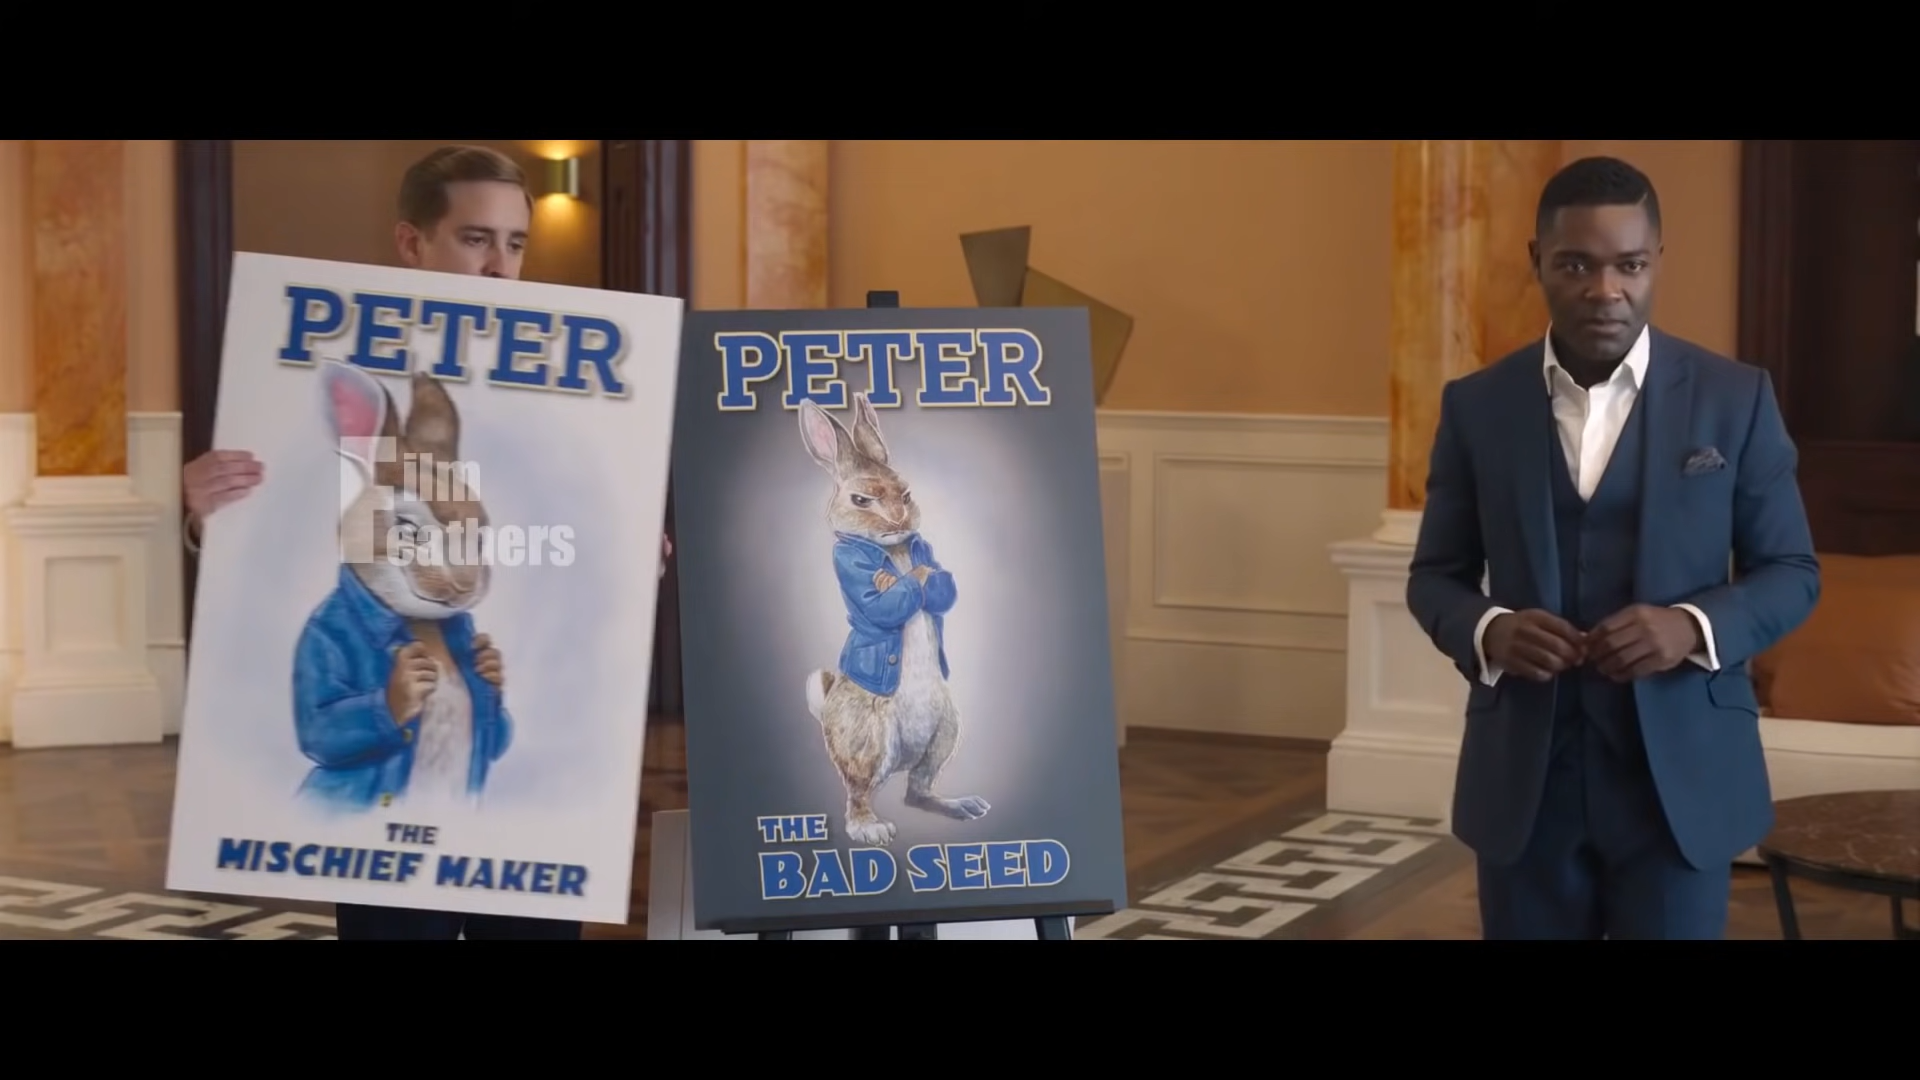 PETER
Film
Feathers
THE
MISCHIEF MAKER
PETER
THE
BAD SEED